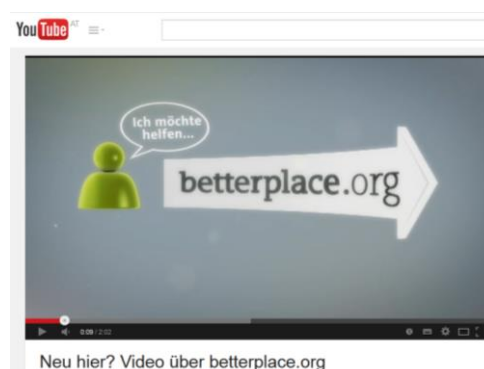 YouTube AT
Ich möchte
helfen...
betterplace.org
0:09 / 2:02
Neu hier? Video über betterplace.org